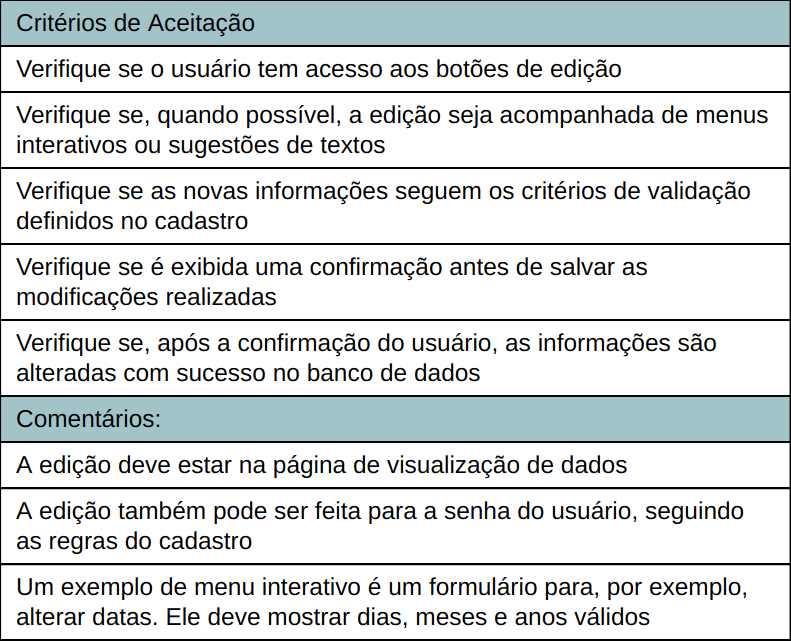 Critérios de Aceitação
Verifique se o usuário tem acesso aos botões de edição
Verifique se, quando possível, a edição seja acompanhada de menus
interativos ou sugestões de textos
Verifique se as novas informações seguem os critérios de validação
definidos no cadastro
Verifique se é exibida uma confirmação antes de salvar as
modificações realizadas
Verifique se, após a confirmação do usuário, as informações são
alteradas com sucesso no banco de dados
Comentários:
A edição deve estar na página de visualização de dados
A edição também pode ser feita para a senha do usuário, seguindo
as regras do cadastro
Um exemplo de menu interativo é um formulário para, por exemplo,
alterar datas. Ele deve mostrar dias, meses e anos válidos